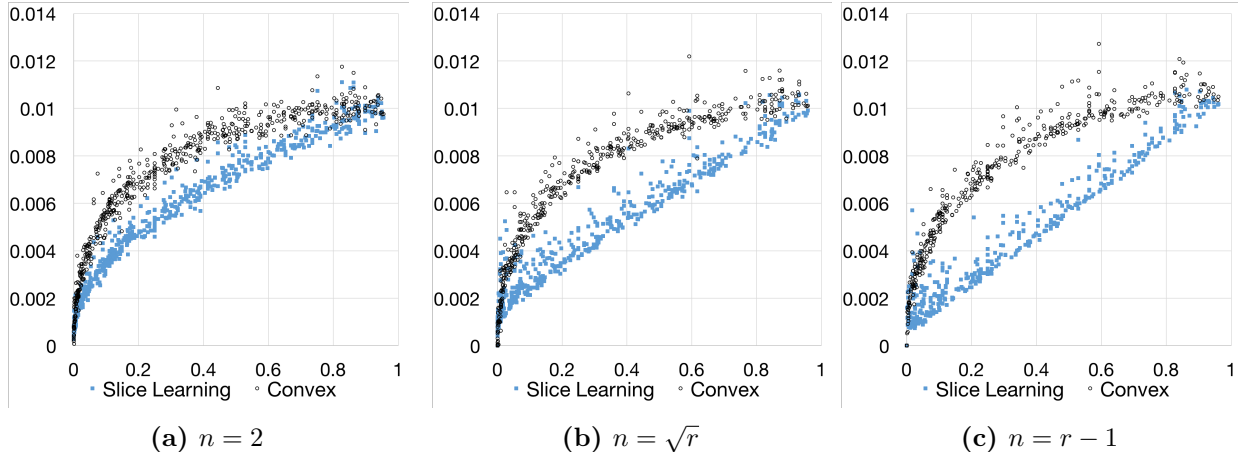 0.014 0.014 0.014
0.012 0.012 0.012
0.01 0.01 0.01
0.008 0.008 0.008
0.006 0.006 0.006
0.004 0.004 0.004
0.002 0.002 0.002
0 0 0
0 0.2 0.4 0.6 0.8 1 0 0.2 0.4 0.6 0.8 1 0 0.2 0.4 0.6 0.8 1
Slice Learning Convex Slice Learning Convex Slice Learning Convex
(a) n = 2 (b) n = √r (c) n = r − 1